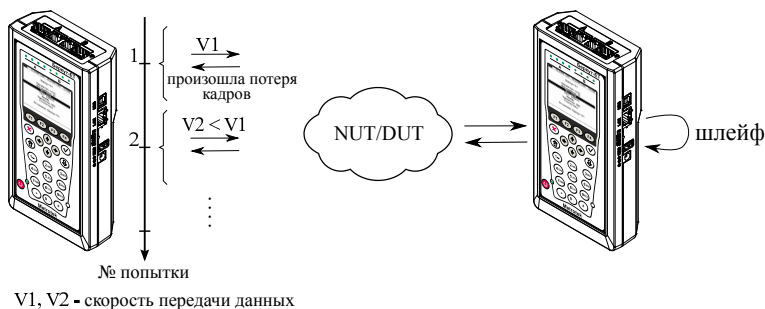 1
V1
произошла потеря
кадров
2
V2 < V1
NUT/DUT
шлейф
№ попытки
V1, V2 - скорость передачи данных